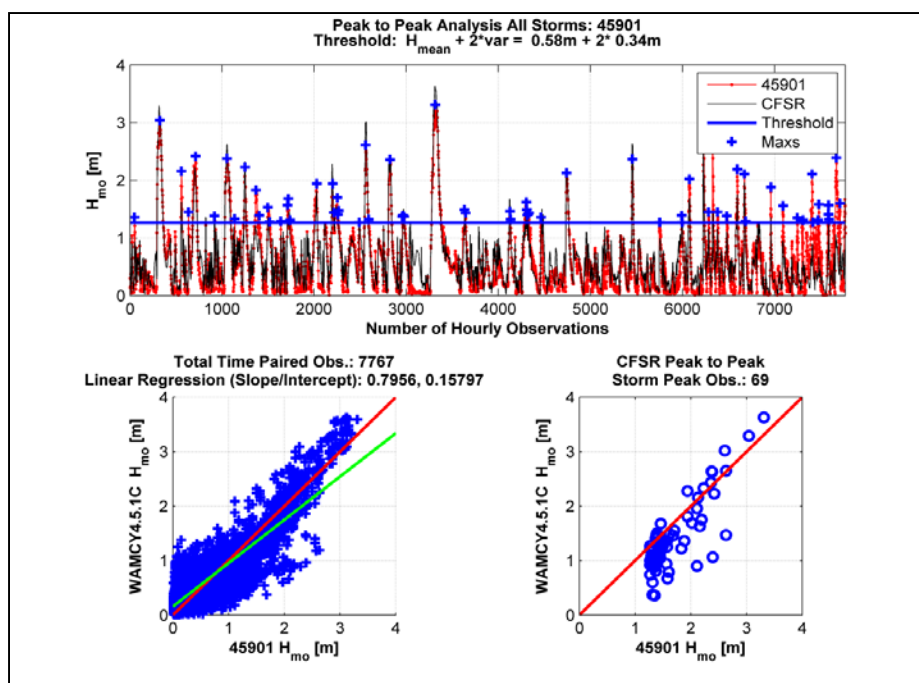 Peak to Peak Analysis All Storms: 45901
Threshold: H_mean + 2*var = 0.58m + 2* 0.34m
4
3
2
1
0
H_mo [m]
45901
CFSR
Threshold
Maxs
0 1000 2000 3000 4000 5000 6000 7000
Number of Hourly Observations
Total Time Paired Obs.: 7767
Linear Regression (Slope/Intercept): 0.7956, 0.15797
4
3
2
1
0
WAMCY4.5.1C H_mo [m]
0 1 2 3 4
45901 H_mo [m]
CFSR Peak to Peak
Storm Peak Obs.: 69
4
3
2
1
0
WAMCY4.5.1C H_mo [m]
0 1 2 3 4
45901 H_mo [m]